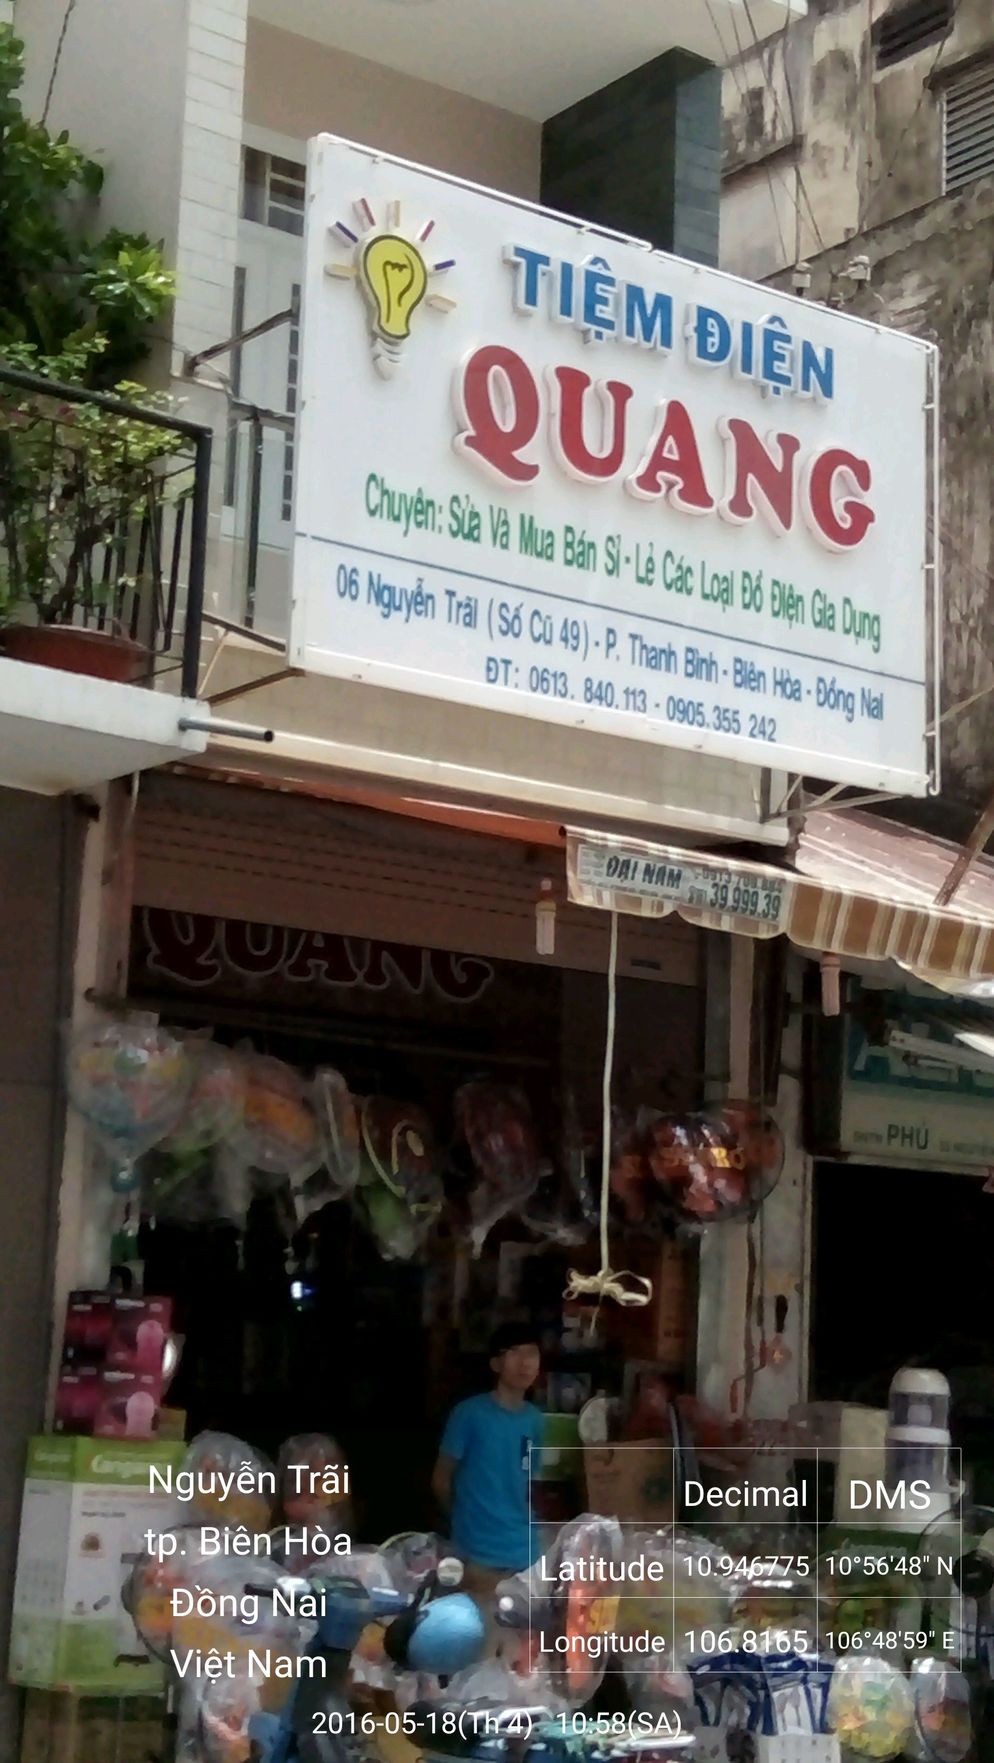 TIỆM ĐIỆN
QUANG
Chuyên: Sửa Và Mua Bán Sỉ - Lẻ Các Loại Đồ Điện Gia Dụng
06 Nguyễn Trãi (Số Cũ 49) - P. Thanh Bình - Biên Hòa - Đồng Nai
ĐT: 0613. 840.113 - 0905.355 242
ĐẠI NAM
39.999.39
QUANG
PHÚ
Nguyễn Trãi
tp. Biên Hòa
Đồng Nai
Việt Nam
Decimal DMS
Latitude 10.946775 10°56'48" N
Longitude 106.8165 106°48'59" E
2016-05-18(Th 4) 10:58(SA)